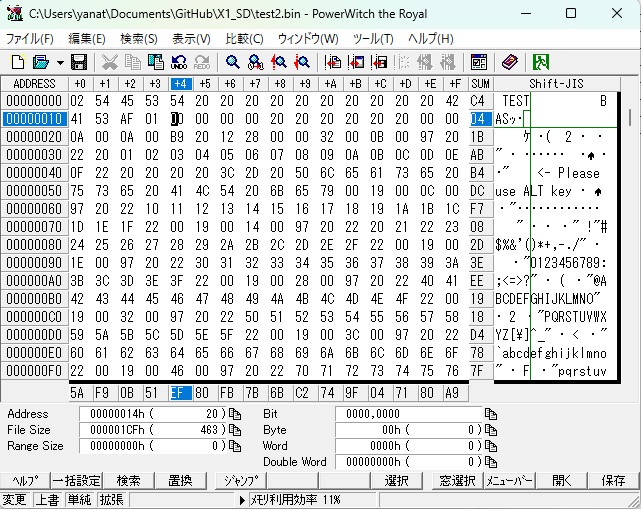 C:\Users\yanat\Documents\GitHub\X1_SD\test2.bin - PowerWitch the Royal
ファイル(F) 編集(E) 検索(S) 表示(V) 比較(C) ウィンドウ(W) ツール(T) ヘルプ(H)
ADDRESS +0 +1 +2 +3 +4 +5 +6 +7 +8 +9 +A +B +C +D +E +F SUM Shift-JIS
00000000 02 54 45 53 54 20 20 20 20 20 20 20 20 20 20 42 C4 TEST B
00000010 41 53 AF 01 00 00 00 00 00 00 00 00 00 00 00 00 04 ASッ・
00000020 0A 00 0A 00 B9 20 12 28 00 00 32 00 0B 00 97 20 1B ケ ・( 2 ・ ・
00000030 22 20 01 02 03 04 05 06 07 08 09 0A 0B 0C 0D 0E AB
00000040 0F 22 20 20 20 20 3C 2D 20 50 6C 65 61 73 65 20 B4 ・" <- Please
00000050 75 73 65 20 41 4C 54 20 6B 65 79 00 19 00 0C 00 DC use ALT key ・
00000060 97 20 22 10 11 12 13 14 15 16 17 18 19 1A 1B 1C F7
00000070 1D 1E 1F 22 00 19 00 14 00 97 20 22 20 21 22 23 08
00000080 24 25 26 27 28 29 2A 2B 2C 2D 2E 2F 22 00 19 00 2D $%&'()*+,-./" ・
00000090 1E 00 97 20 22 30 31 32 33 34 35 36 37 38 39 3A 3E ・ ・ "0123456789:
000000A0 3B 3C 3D 3E 3F 22 00 19 00 28 00 97 20 22 40 41 EE ;<=>?" ・ ( ・ "@A
000000B0 42 43 44 45 46 47 48 49 4A 4B 4C 4D 4E 4F 22 00 19 BCDEFGHIJKLMNO"
000000C0 19 00 32 00 97 20 22 50 51 52 53 54 55 56 57 58 18 ・ 2 ・ "PQRSTUVWX
000000D0 59 5A 5B 5C 5D 5E 5F 22 00 19 00 3C 00 97 20 22 D4 YZ[¥]^_" ・ < ・ "
000000E0 60 61 62 63 64 65 66 67 68 69 6A 6B 6C 6D 6E 6F 78 `abcdefghijklmno
000000F0 22 00 19 00 46 00 97 20 22 70 71 72 73 74 75 76 7F " ・ F ・ "pqrstuv
5A F9 0B 51 EF 80 FB 7B 6B C2 74 9F 04 71 80 A9
Address 00000014h ( 20) Bit 0000,0000
File Size 000001CFh ( 463) Byte 00h ( 0)
Range Size 00000000h ( 0) Word 0000h ( 0)
Double Word 00000000h ( 0)
ヘルプ 一括設定 検索 置換 ジャンプ 選択 窓選択 メニューバー 開く 保存
変更 上書 単純 拡張 メモリ利用効率 11%